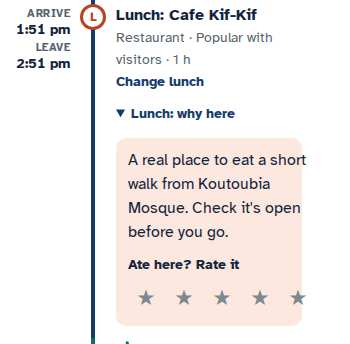 ARRIVE
1:51 pm
LEAVE
2:51 pm
L
Lunch: Cafe Kif-Kif
Restaurant · Popular with
visitors · 1 h
Change lunch
▼ Lunch: why here
A real place to eat a short
walk from Koutoubia
Mosque. Check it's open
before you go.
Ate here? Rate it
★ ★ ★ ★ ★